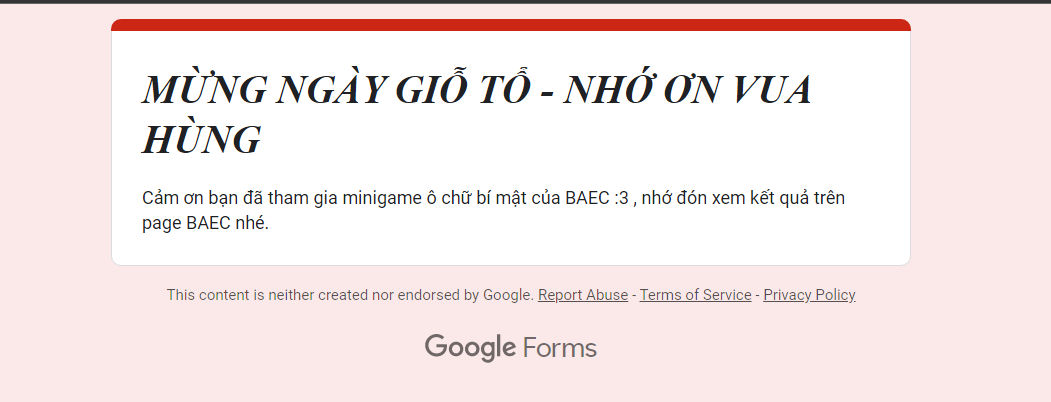 MỪNG NGÀY GIỖ TỔ - NHỚ ƠN VUA
HÙNG
Cảm ơn bạn đã tham gia minigame ô chữ bí mật của BAEC :3 , nhớ đón xem kết quả trên
page BAEC nhé.
This content is neither created nor endorsed by Google. Report Abuse - Terms of Service - Privacy Policy
Google Forms